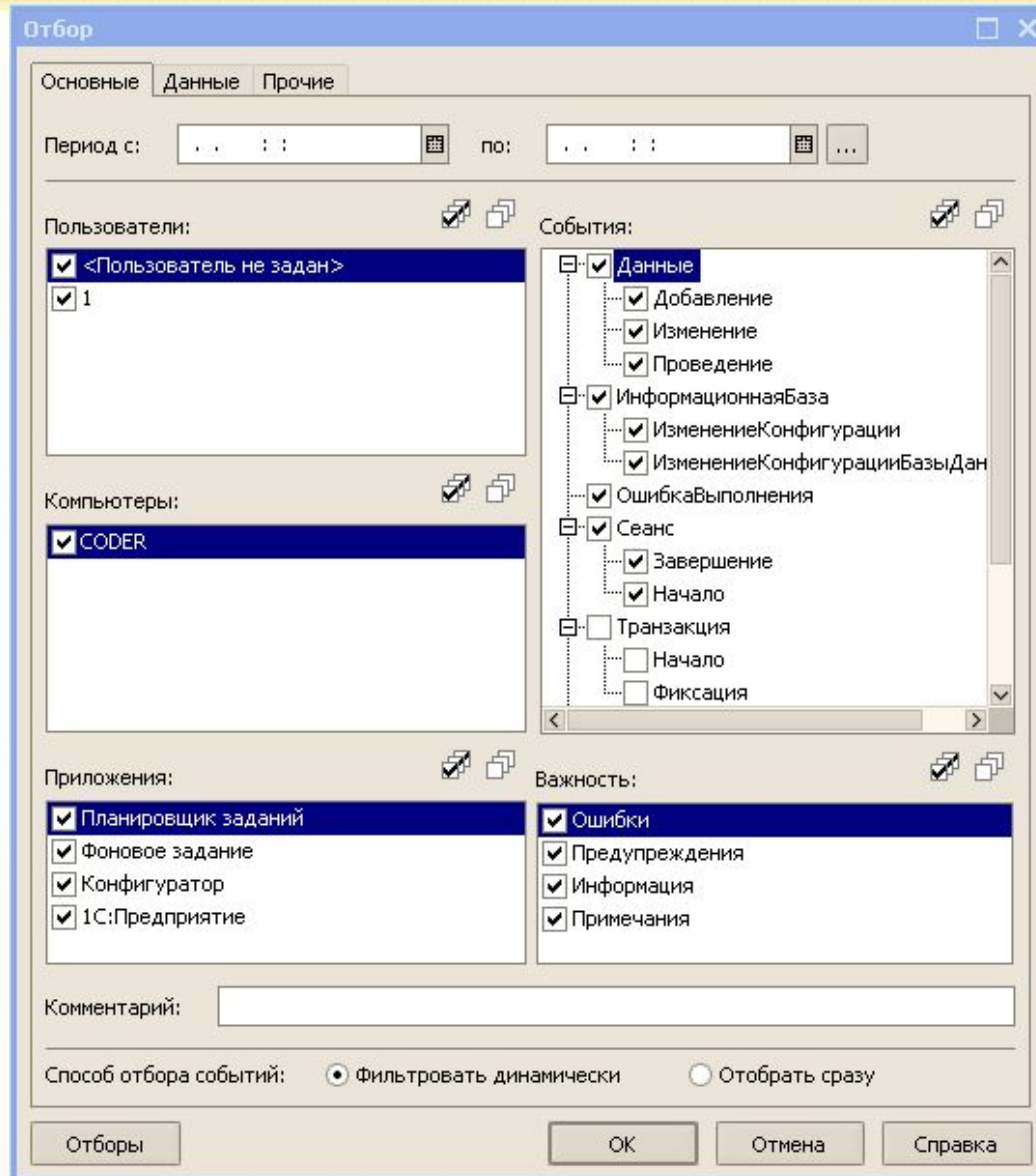 Отбор
Основные Данные Прочие
Период с: . . : : по: . . : : ...
Пользователи:
<Пользователь не задан>
1
События:
Данные
Добавление
Изменение
Проведение
ИнформационнаяБаза
ИзменениеКонфигурации
ИзменениеКонфигурацииБазыДан
ОшибкаВыполнения
Сеанс
Завершение
Начало
Транзакция
Начало
Фиксация
Компьютеры:
CODER
Приложения:
Планировщик заданий
Фоновое задание
Конфигуратор
1С:Предприятие
Важность:
Ошибки
Предупреждения
Информация
Примечания
Комментарий:
Способ отбора событий: Фильтровать динамически Отобрать сразу
Отборы OK Отмена Справка